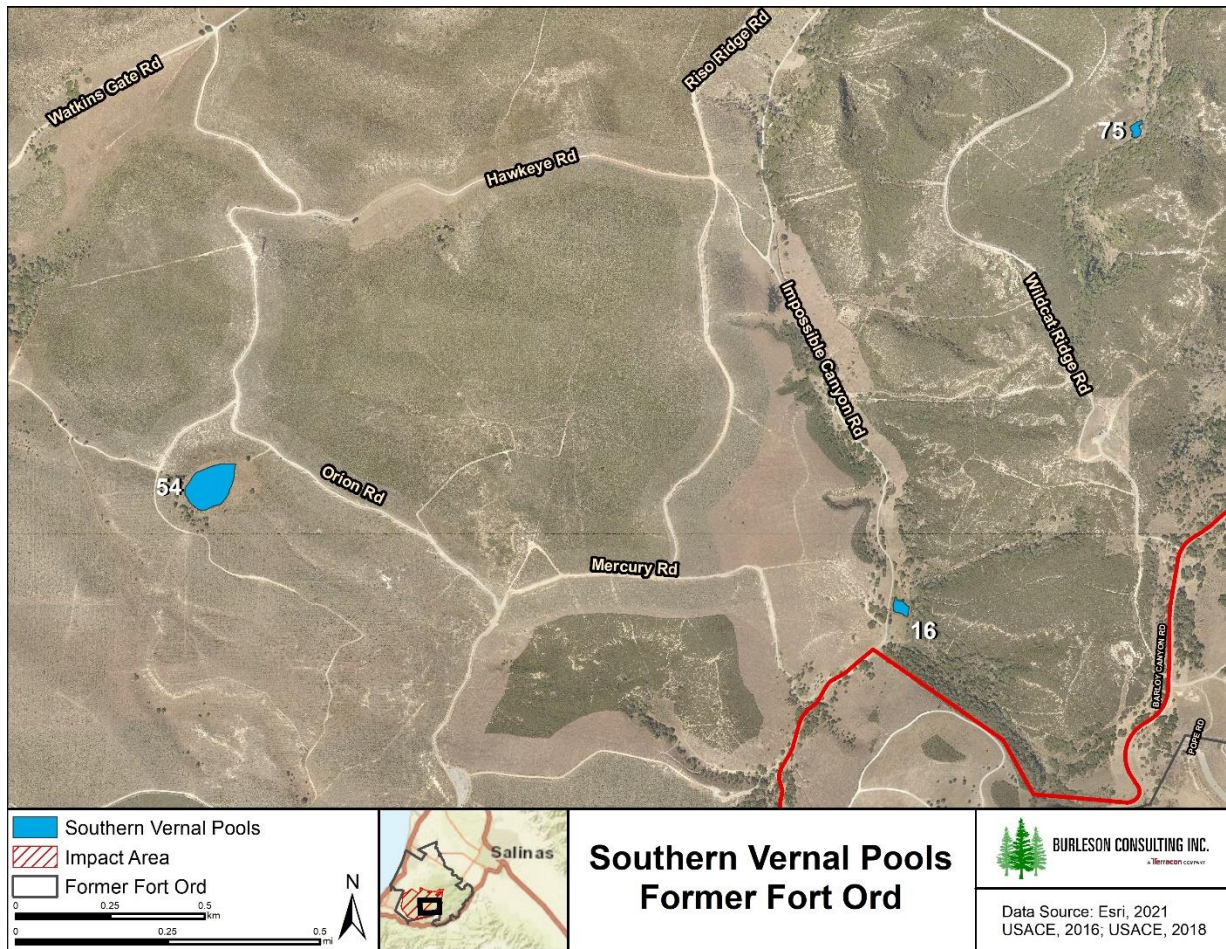 Watkins Gate Rd
Riso Ridge Rd
75
Hawkeye Rd
Impossible Canyon Rd
Wildcat Ridge Rd
54
Orion Rd
Mercury Rd
16
BARLOY CANYON RD
POPE RD
Southern Vernal Pools
Impact Area
Former Fort Ord
0 0.25 0.5
km
0 0.25 0.5
mi
N
Salinas
Southern Vernal Pools
Former Fort Ord
BURLESON CONSULTING INC.
A Terracon COMPANY
Data Source: Esri, 2021
USACE, 2016; USACE, 2018